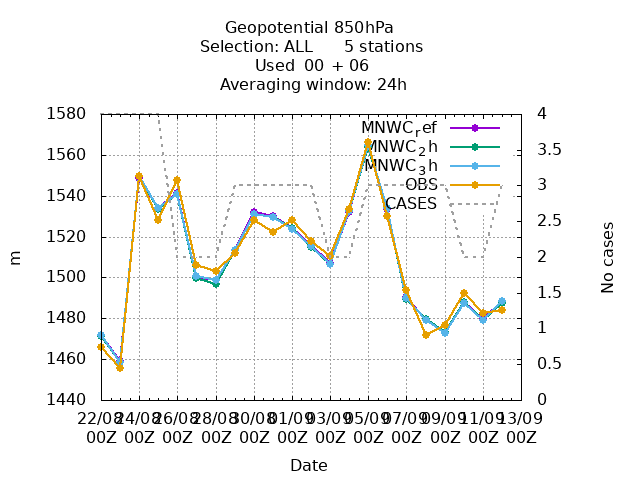 Geopotential 850hPa
Selection: ALL 5 stations
Used 00 + 06
Averaging window: 24h
1580 4
1560 3.5
1540 3
1520 2.5
2
1500 1.5
1480 1
1460 0.5
1440 0
m
No cases
MNWCref
MNWC2h
MNWC3h
OBS
CASES
22/08 24/08 26/08 28/08 30/08 01/09 03/09 05/09 07/09 09/09 11/09 13/09
00Z 00Z 00Z 00Z 00Z 00Z 00Z 00Z 00Z 00Z 00Z 00Z
Date